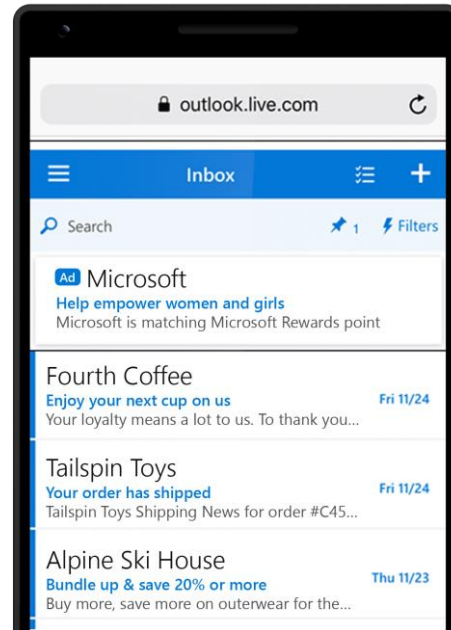 outlook.live.com
Inbox
Search 1 Filters
Ad Microsoft
Help empower women and girls
Microsoft is matching Microsoft Rewards point
Fourth Coffee
Enjoy your next cup on us Fri 11/24
Your loyalty means a lot to us. To thank you...
Tailspin Toys
Your order has shipped Fri 11/24
Tailspin Toys Shipping News for order #C45...
Alpine Ski House
Bundle up & save 20% or more Thu 11/23
Buy more, save more on outerwear for the...